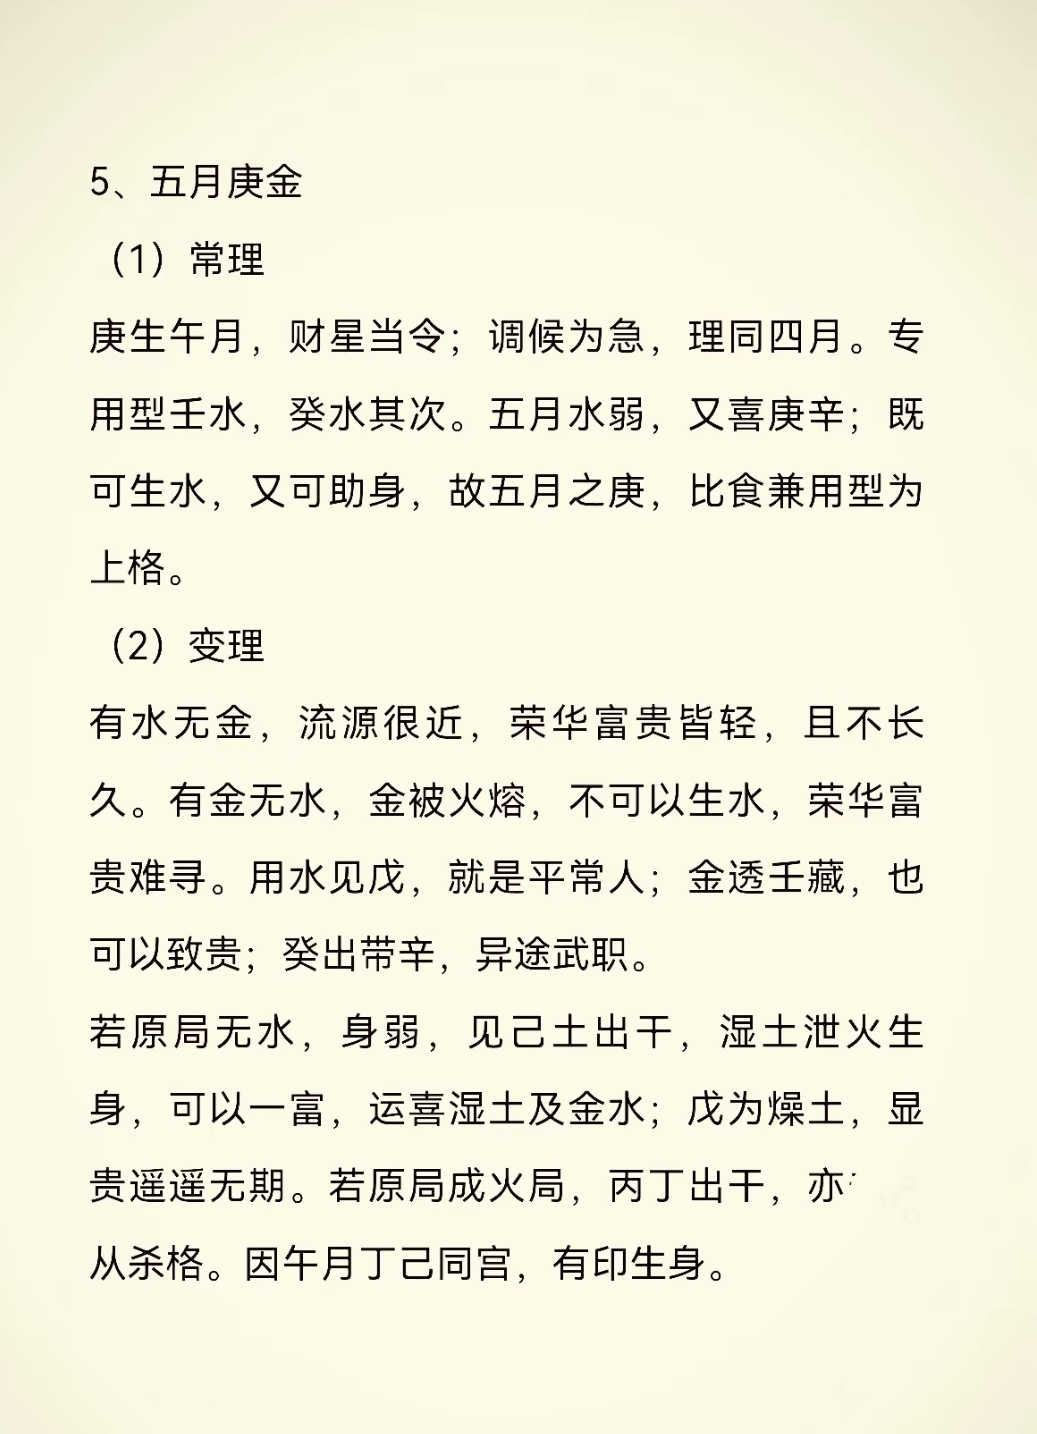 5、五月庚金
（1）常理
庚生午月，财星当令；调候为急，理同四月。专
用型壬水，癸水其次。五月水弱，又喜庚辛；既
可生水，又可助身，故五月之庚，比食兼用型为
上格。
（2）变理
有水无金，流源很近，荣华富贵皆轻，且不长
久。有金无水，金被火熔，不可以生水，荣华富
贵难寻。用水见戊，就是平常人；金透壬藏，也
可以致贵；癸出带辛，异途武职。
若原局无水，身弱，见己土出干，湿土泄火生
身，可以一富，运喜湿土及金水；戊为燥土，显
贵遥遥无期。若原局成火局，丙丁出干，亦
从杀格。因午月丁己同宫，有印生身。